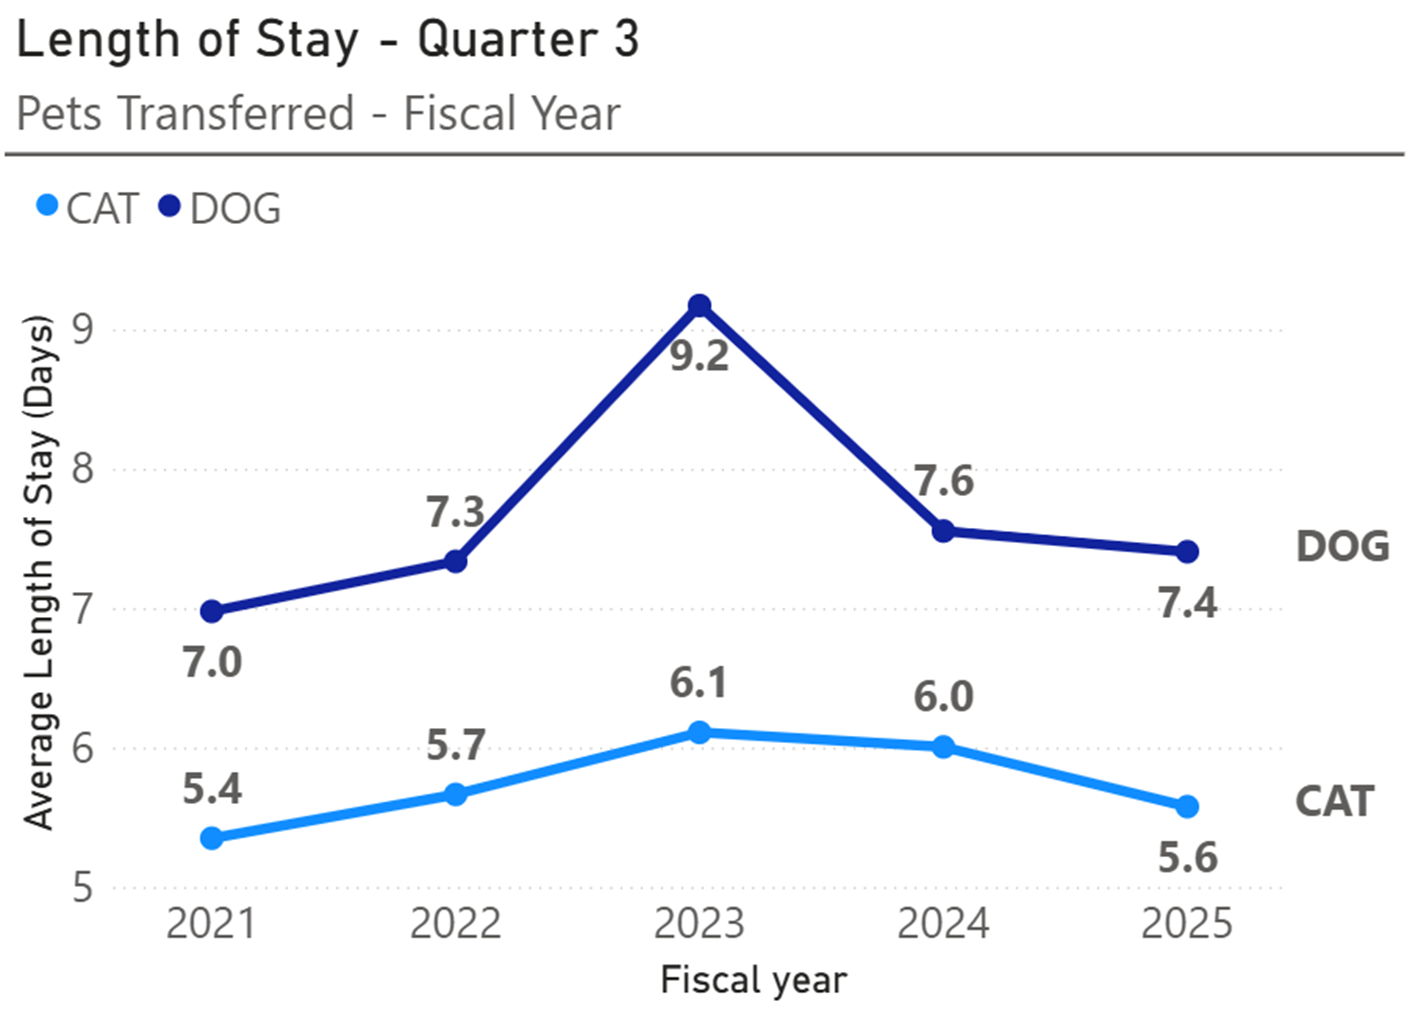 Length of Stay - Quarter 3
Pets Transferred - Fiscal Year
CAT DOG
Average Length of Stay (Days)
9
8
7
6
5
9.2
7.3
7.6
7.0
7.4
DOG
6.1
6.0
5.7
5.4
5.6
CAT
2021 2022 2023 2024 2025
Fiscal year